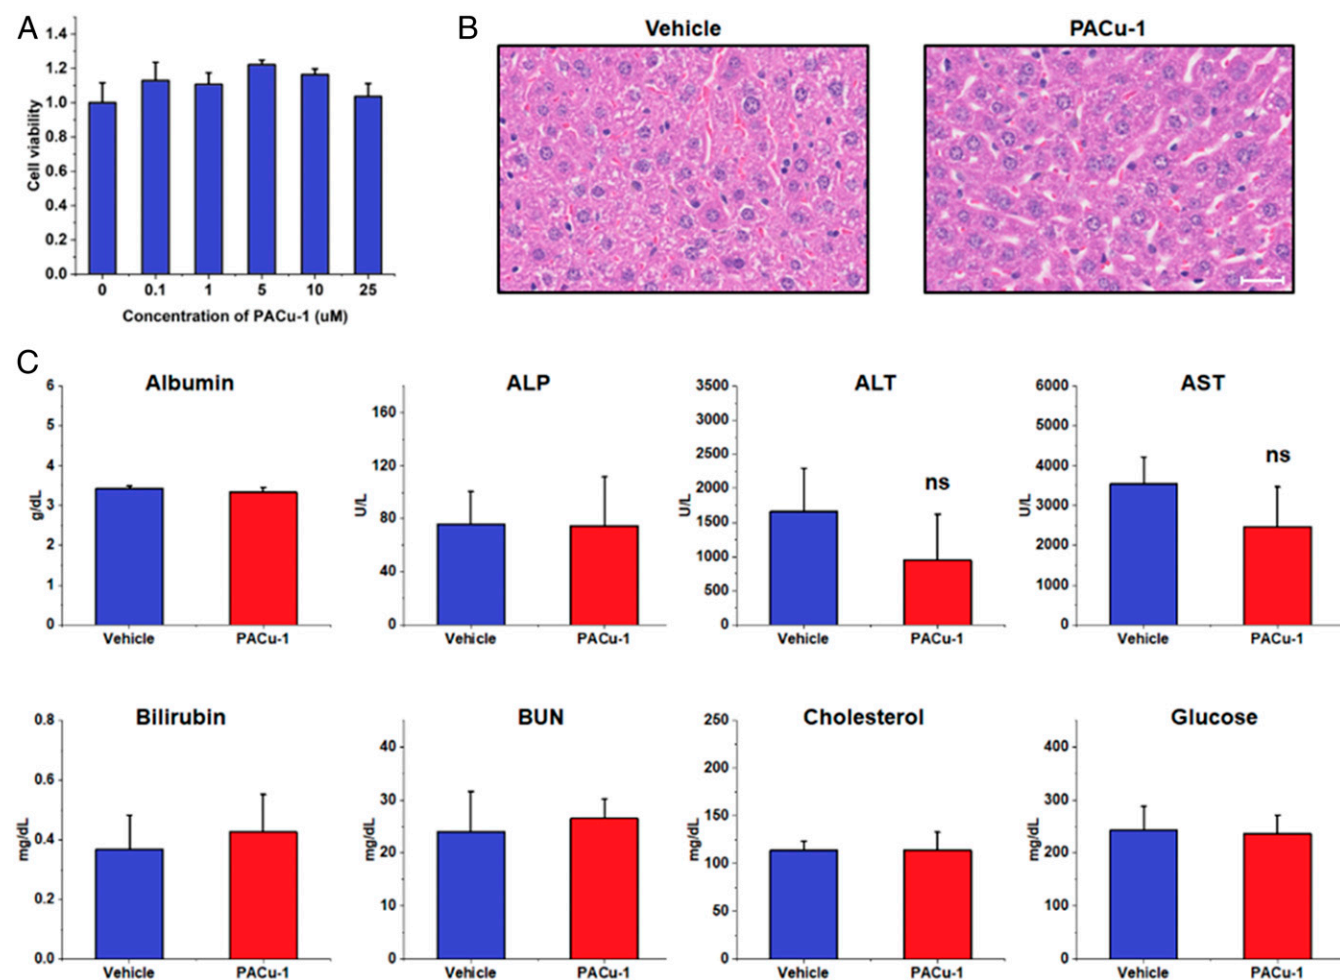 A
Cell viability
1.4
1.2
1.0
0.8
0.6
0.4
0.2
0.0
0 0.1 1 5 10 25
Concentration of PACu-1 (uM)
B
Vehicle PACu-1
C
Albumin
g/dL
6
5
4
3
2
1
0
Vehicle PACu-1
ALP
U/L
160
120
80
40
0
Vehicle PACu-1
ALT
U/L
3500
3000
2500
2000
1500
1000
500
0
ns
Vehicle PACu-1
AST
U/L
6000
5000
4000
3000
2000
1000
0
ns
Vehicle PACu-1
Bilirubin
mg/dL
0.8
0.6
0.4
0.2
0.0
Vehicle PACu-1
BUN
mg/dL
40
30
20
10
0
Vehicle PACu-1
Cholesterol
mg/dL
250
200
150
100
50
0
Vehicle PACu-1
Glucose
mg/dL
400
300
200
100
0
Vehicle PACu-1